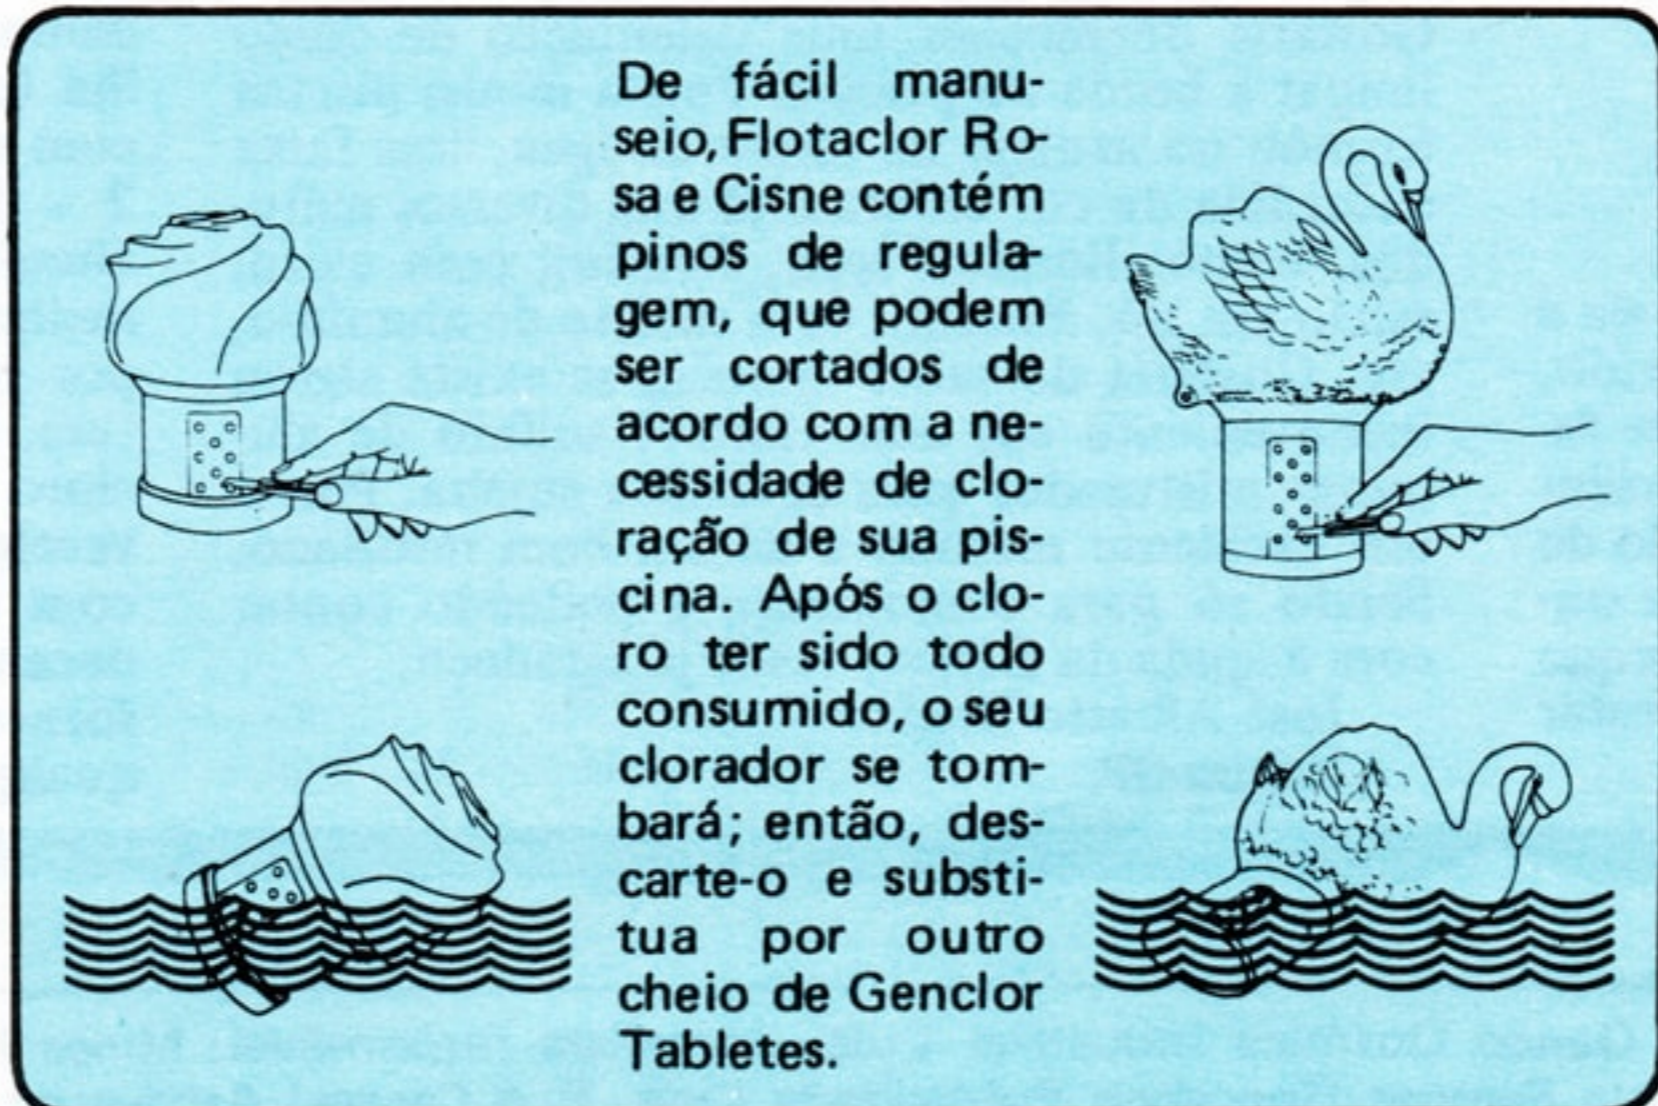 De fácil manu-
seio, Flotaclor Ro-
sa e Cisne contém
pinos de regula-
gem, que podem
ser cortados de
acordo com a ne-
cessidade de clo-
ração de sua pis-
cina. Após o clo-
ro ter sido todo
consumido, o seu
clorador se tom-
bará; então, des-
carte-o e substi-
tua por outro
cheio de Genclor
Tabletes.